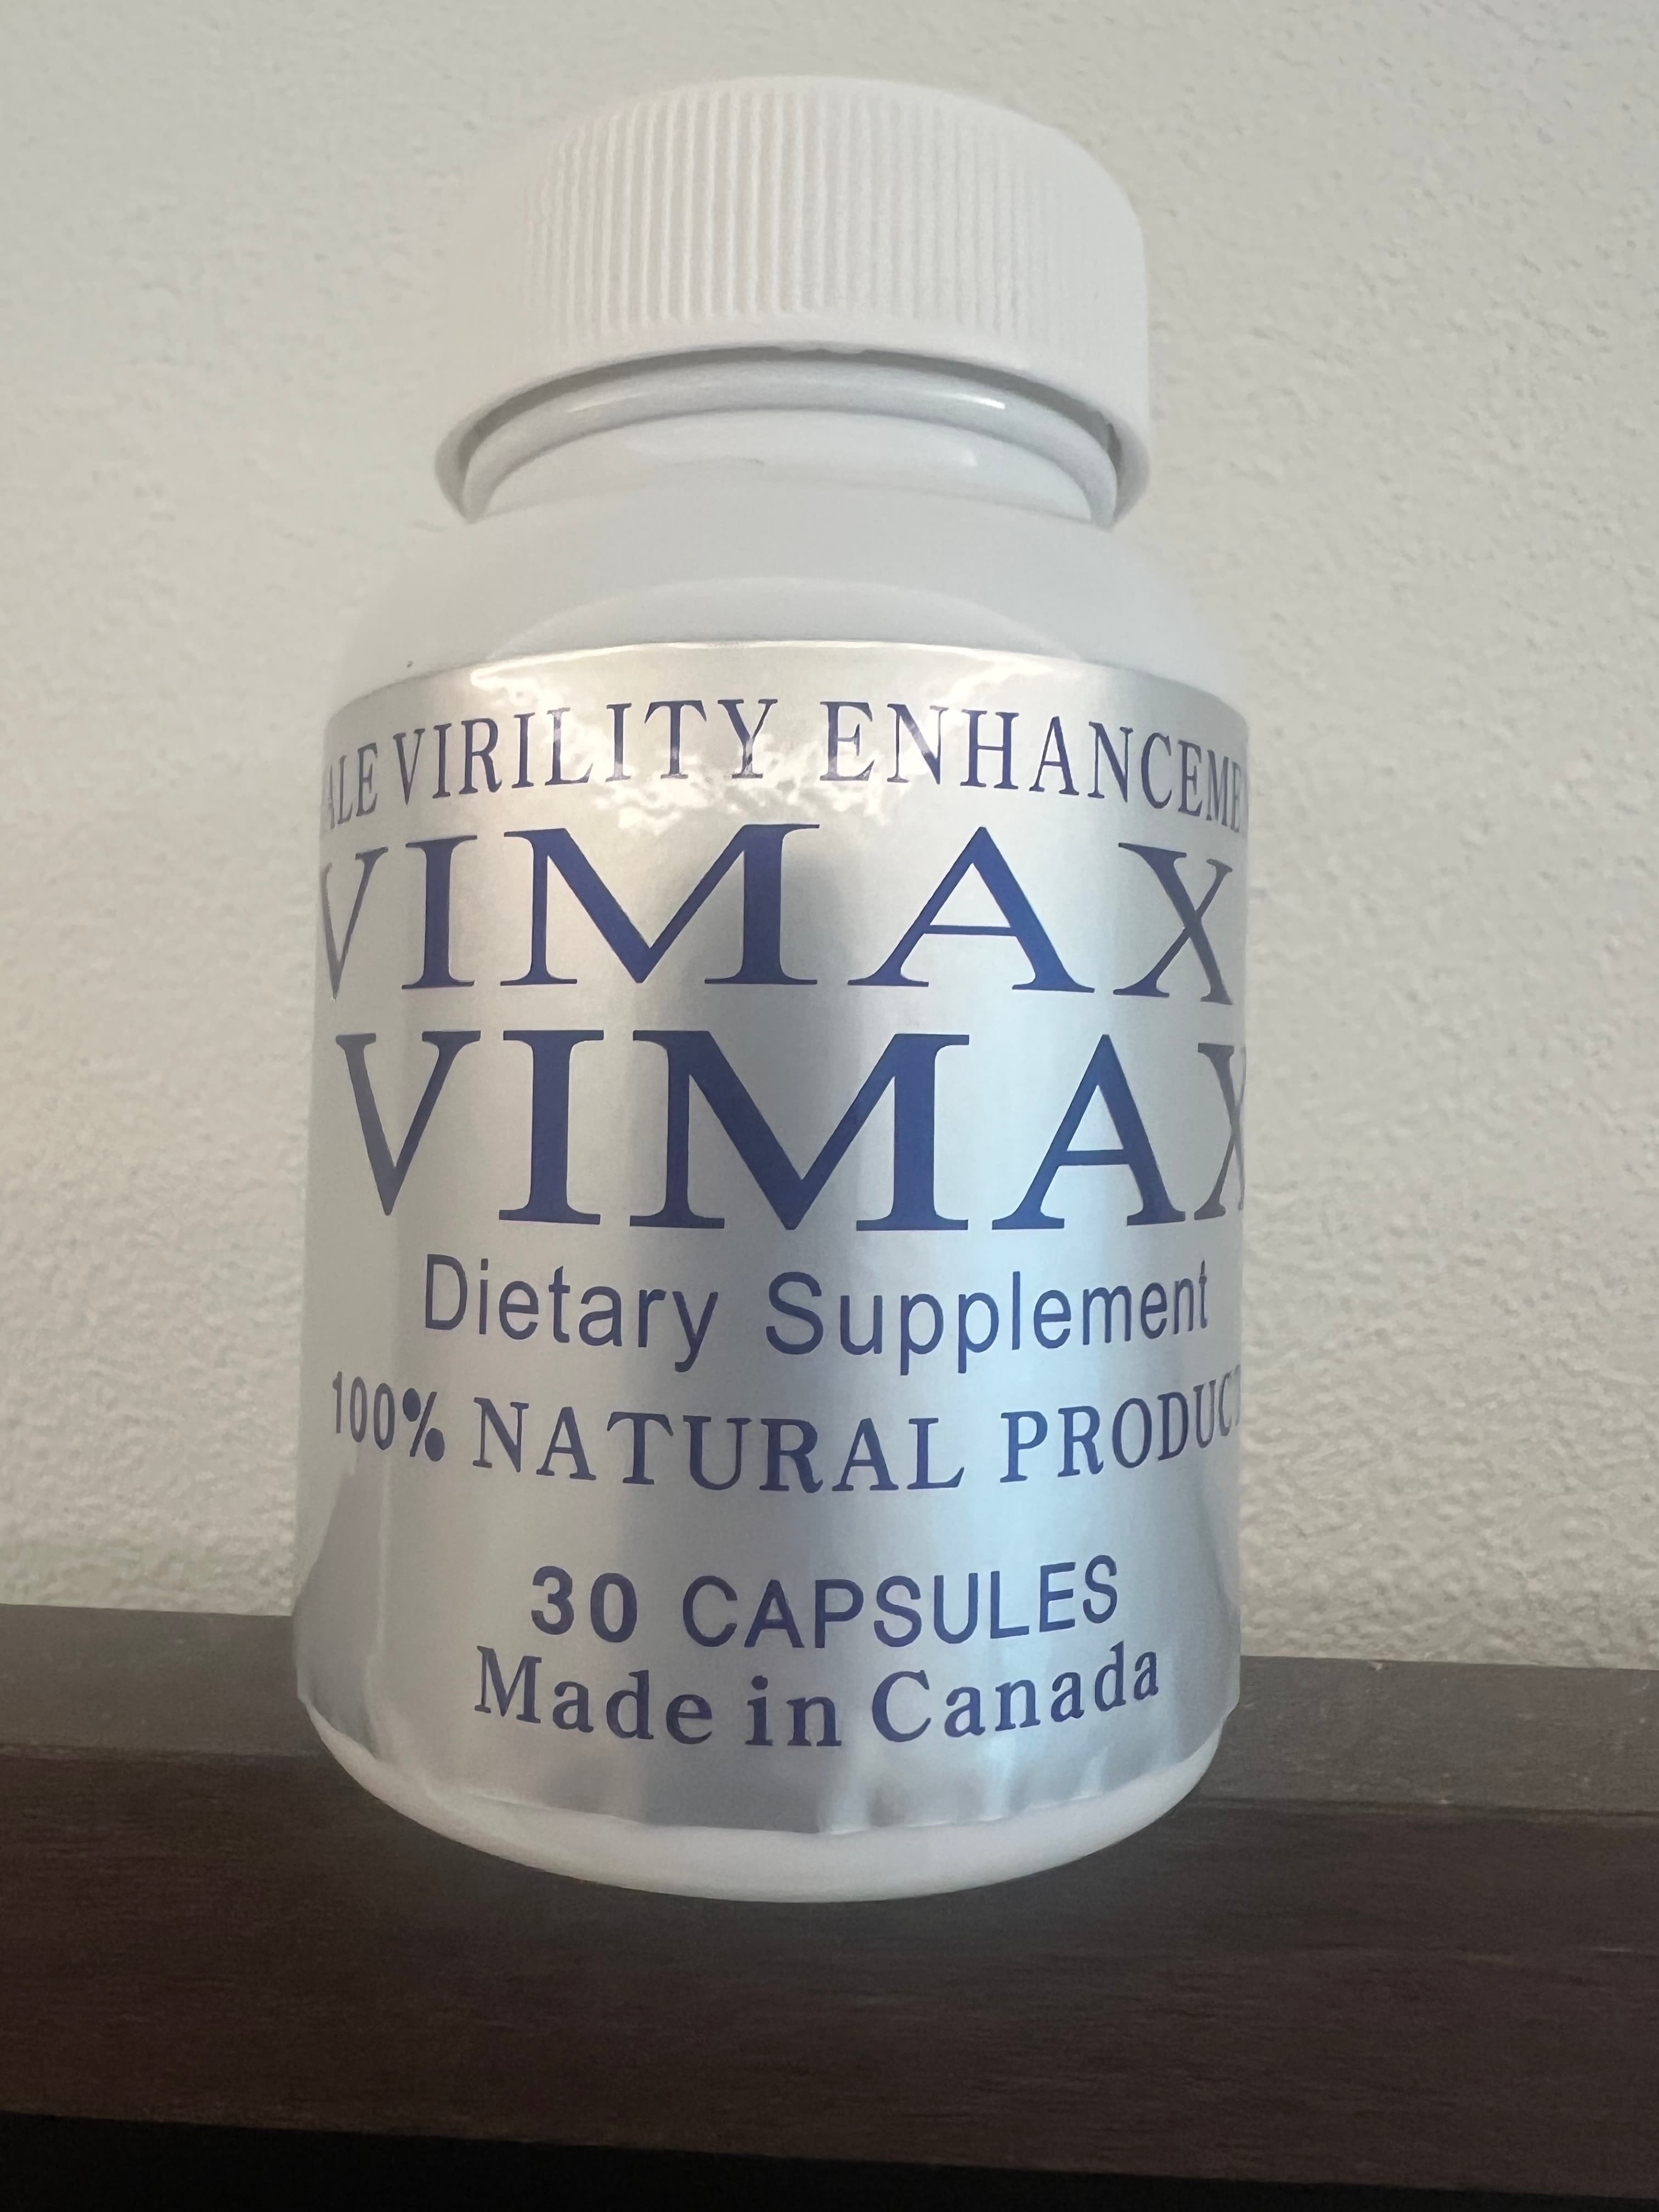 ALE VIRILITY ENHANCEME
VIMAX
VIMAX
Dietary Supplement
100% NATURAL PRODUCT
30 CAPSULES
Made in Canada